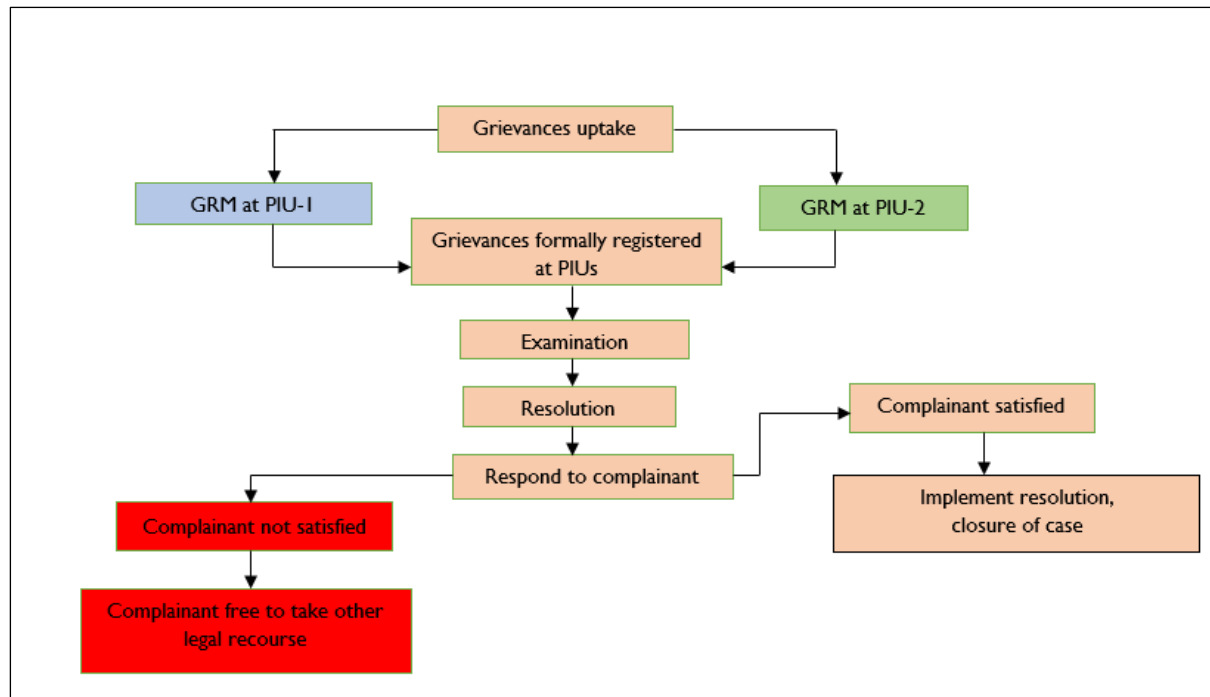 Grievances uptake
GRM at PIU-1
GRM at PIU-2
Grievances formally registered
at PIUs
Examination
Resolution
Complainant satisfied
Respond to complainant
Implement resolution,
closure of case
Complainant not satisfied
Complainant free to take other
legal recourse